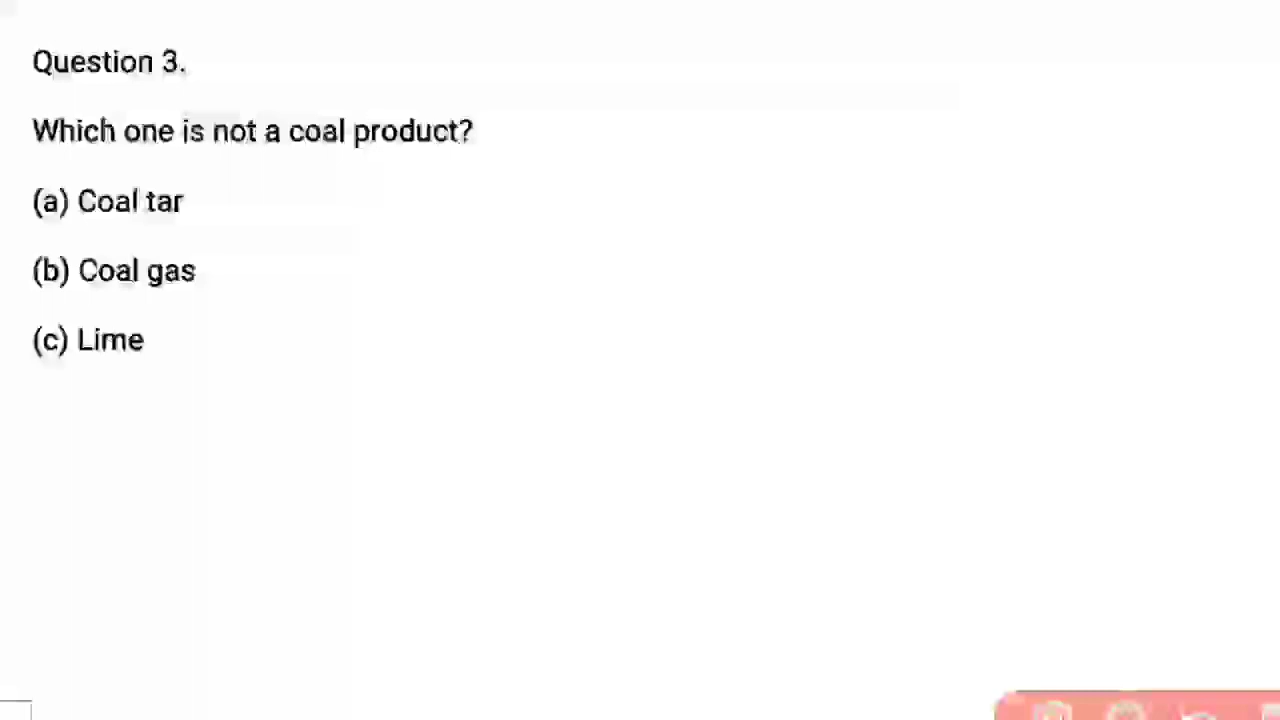 Question 3.
Which one is not a coal product?
(a) Coal tar
(b) Coal gas
(c) Lime